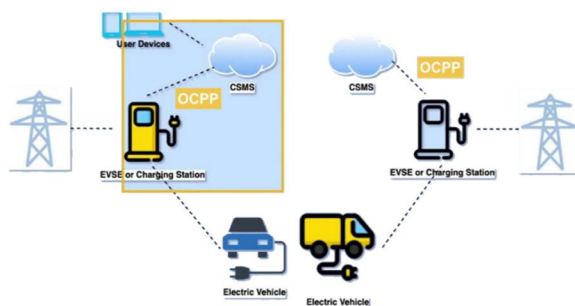 User Devices
CSMS
OCPP
EVSE or Charging Station
OCPP
CSMS
EVSE or Charging Station
Electric Vehicle
Electric Vehicle